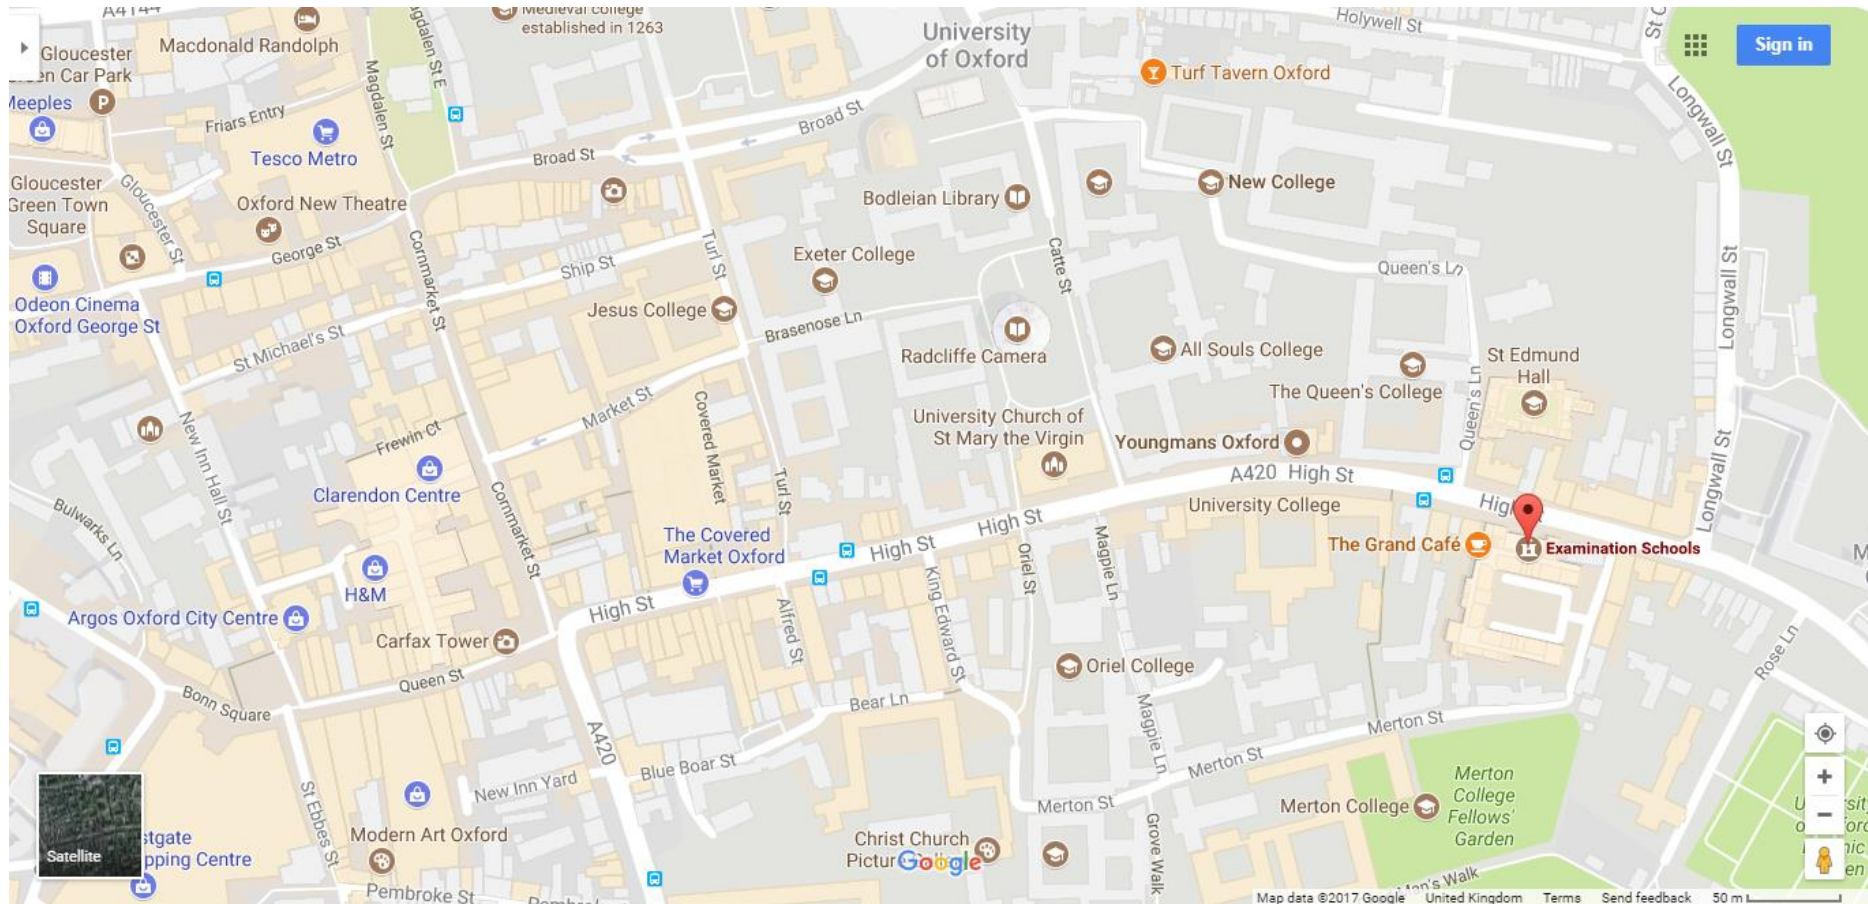 A4144
Medieval college
established in 1263
Macdonald Randolph
Gloucester
Car Park
P
Meeples
Friars Entry
Magdalen St
Magdalen St E
Tesco Metro
University
of Oxford
Holywell St
Turf Tavern Oxford
Sign in
Longwall St
Broad St
Broad St
Gloucester
Green Town
Square
Gloucester St
Oxford New Theatre
George St
Cornmarket St
Ship St
Turl St
Bodleian Library
New College
Exeter College
Catte St
Queen's Ln
Longwall St
Odeon Cinema
Oxford George St
St Michael's St
Jesus College
Brasenose Ln
Radcliffe Camera
All Souls College
The Queen's College
Queen's Ln
St Edmund
Hall
Market St
Covered Market
University Church of
St Mary the Virgin
Youngmans Oxford
A420 High St
Longwall St
Frewin Ct
New Inn Hall St
Clarendon Centre
Cornmarket St
Turl St
Bulwarks Ln
The Covered
Market Oxford
High St
High St
University College
The Grand Café
Examination Schools
H&M
Argos Oxford City Centre
Carfax Tower
High St
Alfred St
King Edward St
Oriel St
Magpie Ln
Queen St
Bonn Square
Oriel College
Bear Ln
Magpie Ln
Merton St
Rose Ln
A420
Blue Boar St
New Inn Yard
Merton St
Merton St
St Ebbes St
Modern Art Oxford
Christ Church
Google
Grove Walk
Merton College
Merton
College
Fellows'
Garden
Satellite
Pembroke St
Map data ©2017 Google United Kingdom Terms Send feedback 50 m